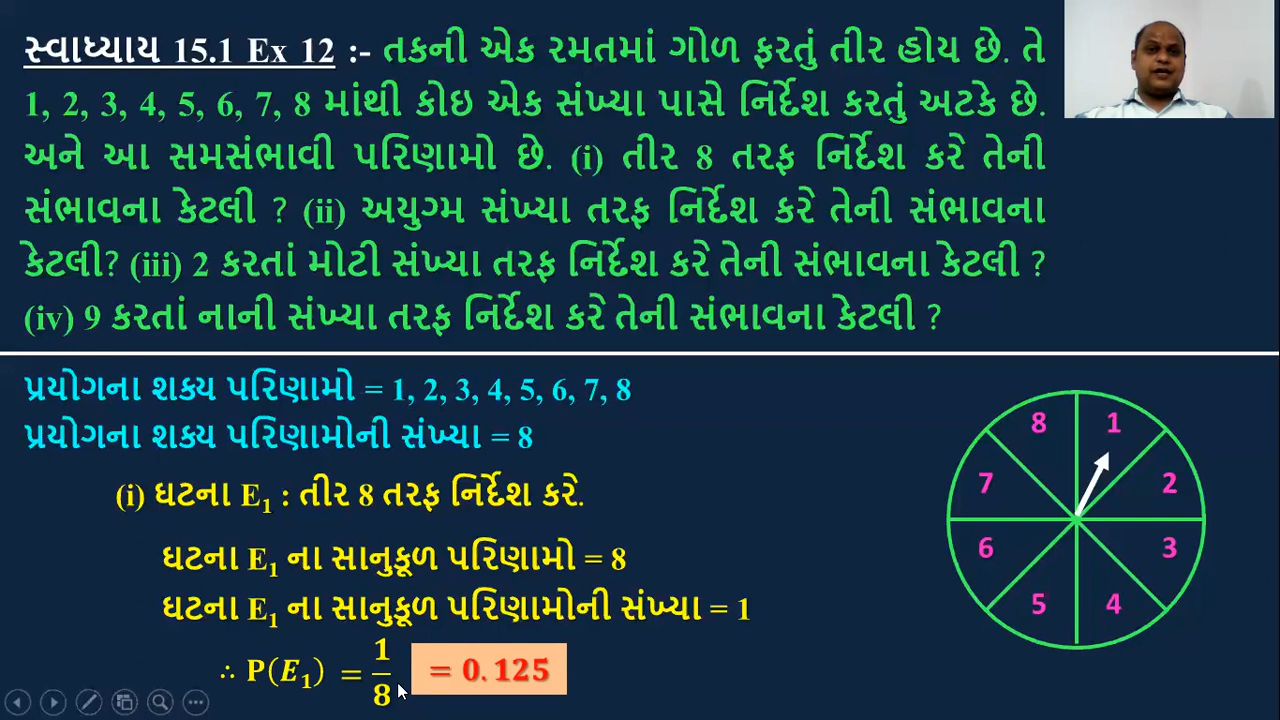 સ્વાધ્યાય 15.1 Ex 12 :- તકની એક રમતમાં ગોળ ફરતું તીર હોય છે. તે
1, 2, 3, 4, 5, 6, 7, 8 માંથી કોઇ એક સંખ્યા પાસે નિર્દેશ કરતું અટકે છે.
અને આ સમસંભાવી પરિણામો છે. (i) તીર 8 તરફ નિર્દેશ કરે તેની
સંભાવના કેટલી ? (ii) અયુગ્મ સંખ્યા તરફ નિર્દેશ કરે તેની સંભાવના
કેટલી? (iii) 2 કરતાં મોટી સંખ્યા તરફ નિર્દેશ કરે તેની સંભાવના કેટલી ?
(iv) 9 કરતાં નાની સંખ્યા તરફ નિર્દેશ કરે તેની સંભાવના કેટલી ?
પ્રયોગના શક્ય પરિણામો = 1, 2, 3, 4, 5, 6, 7, 8
પ્રયોગના શક્ય પરિણામોની સંખ્યા = 8
(i) ઘટના E₁ : તીર 8 તરફ નિર્દેશ કરે.
ઘટના E₁ ના સાનુકૂળ પરિણામો = 8
ઘટના E₁ ના સાનુકૂળ પરિણામોની સંખ્યા = 1
∴ P(E₁) = 1/8 = 0.125
8 1
7 2
6 3
5 4